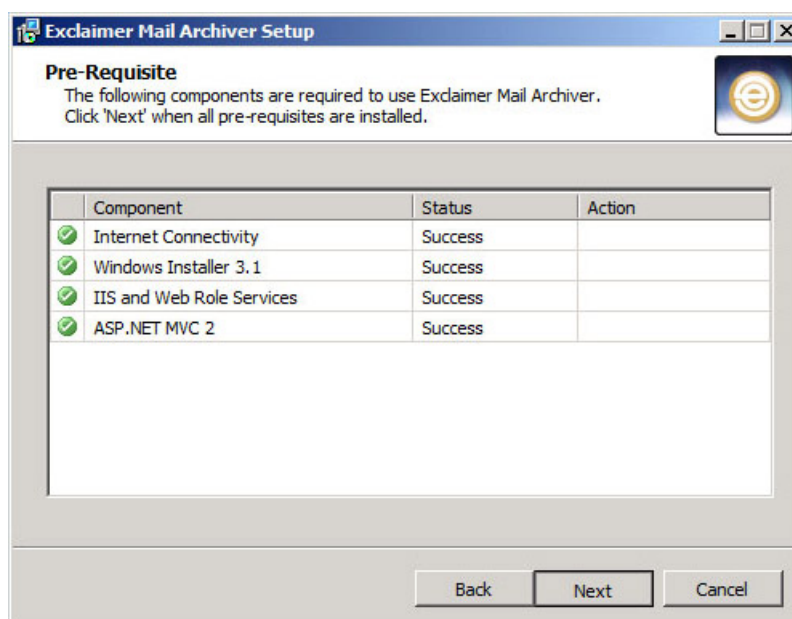 Exclaimer Mail Archiver Setup
Pre-Requisite
The following components are required to use Exclaimer Mail Archiver.
Click 'Next' when all pre-requisites are installed.
Component Status Action
Internet Connectivity Success
Windows Installer 3.1 Success
IIS and Web Role Services Success
ASP.NET MVC 2 Success
Back Next Cancel